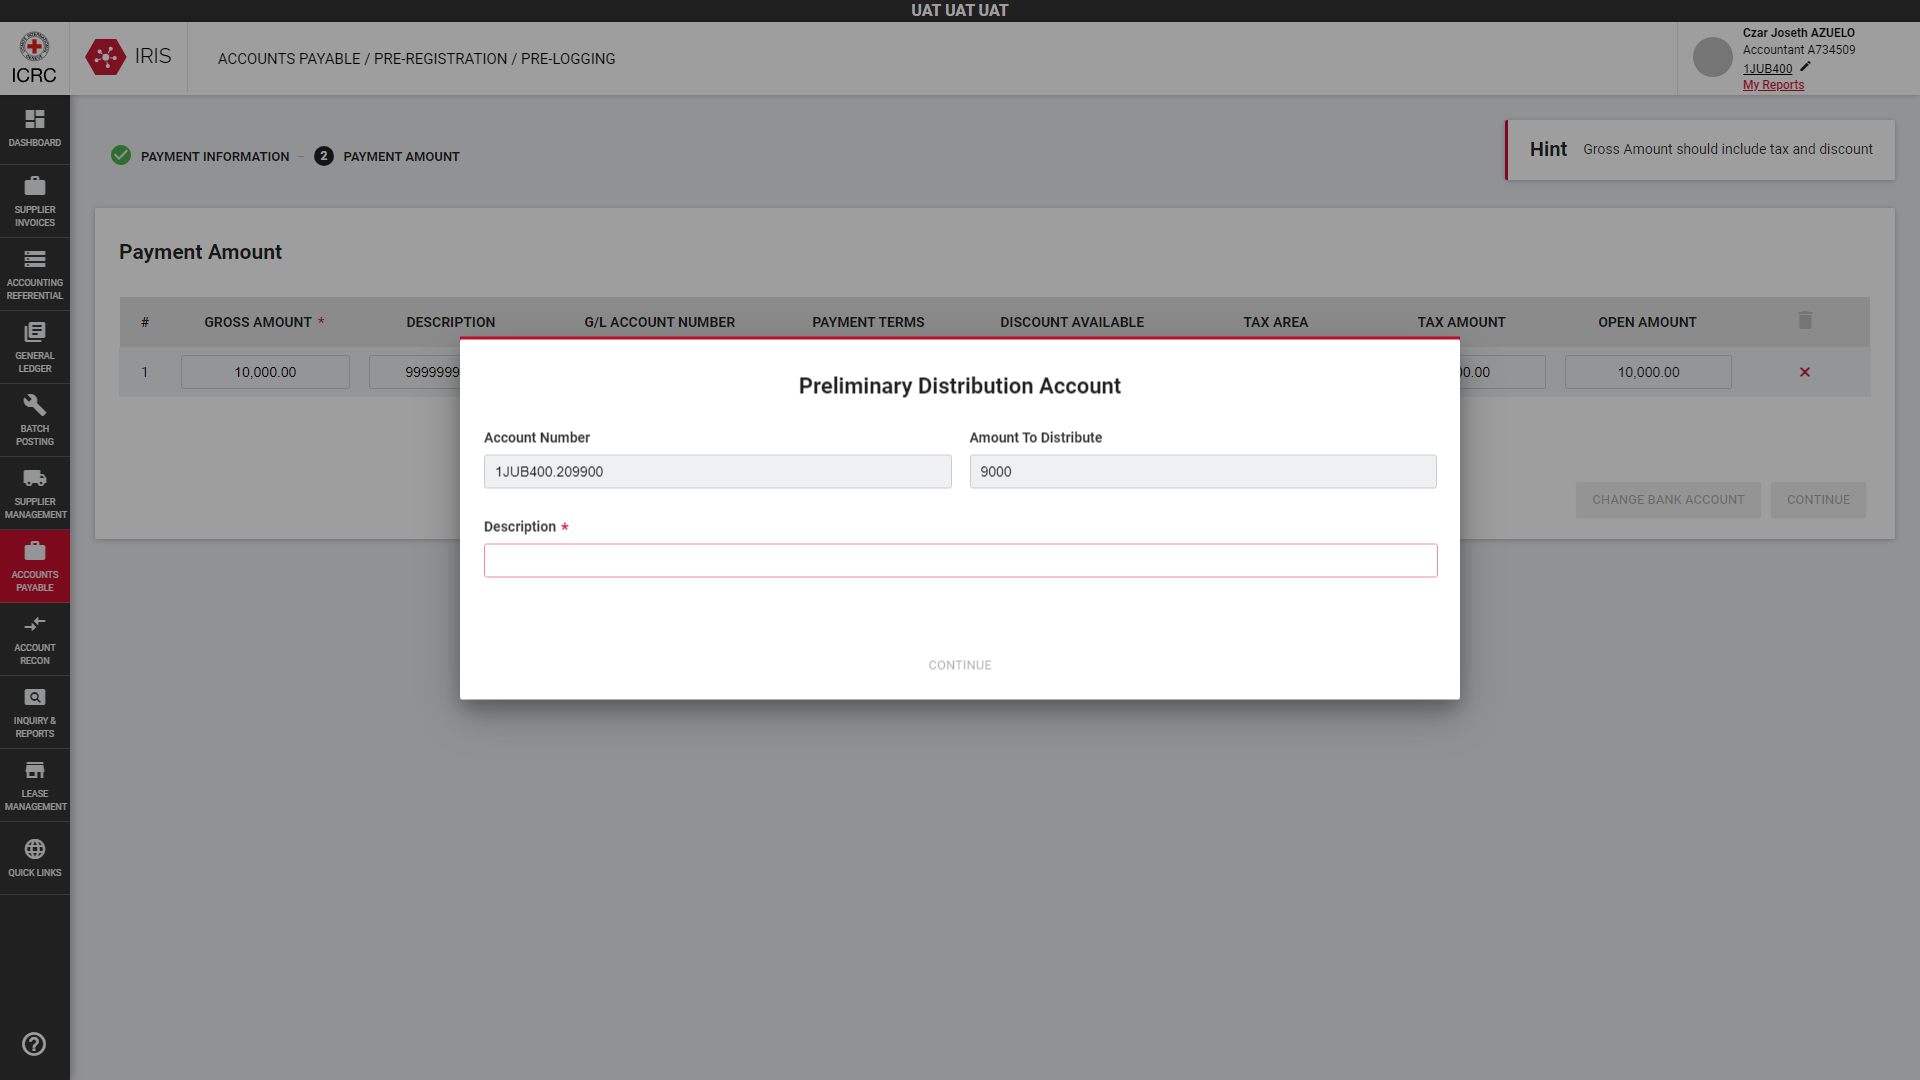 UAT UAT UAT
ICRC
IRIS
ACCOUNTS PAYABLE / PRE-REGISTRATION / PRE-LOGGING
Czar Joseth AZUELO
Accountant A734509
1JUB400
My Reports
DASHBOARD
SUPPLIER
INVOICES
ACCOUNTING
REFERENTIAL
GENERAL
LEDGER
BATCH
POSTING
SUPPLIER
MANAGEMENT
ACCOUNTS
PAYABLE
ACCOUNT
RECON
INQUIRY &
REPORTS
LEASE
MANAGEMENT
QUICK LINKS
PAYMENT INFORMATION
2 PAYMENT AMOUNT
Hint Gross Amount should include tax and discount
Payment Amount
# GROSS AMOUNT * DESCRIPTION G/L ACCOUNT NUMBER PAYMENT TERMS DISCOUNT AVAILABLE TAX AREA TAX AMOUNT OPEN AMOUNT
1 10,000.00 9999999 00.00 10,000.00
CHANGE BANK ACCOUNT CONTINUE
Preliminary Distribution Account
Account Number Amount To Distribute
1JUB400.209900 9000
Description *
CONTINUE